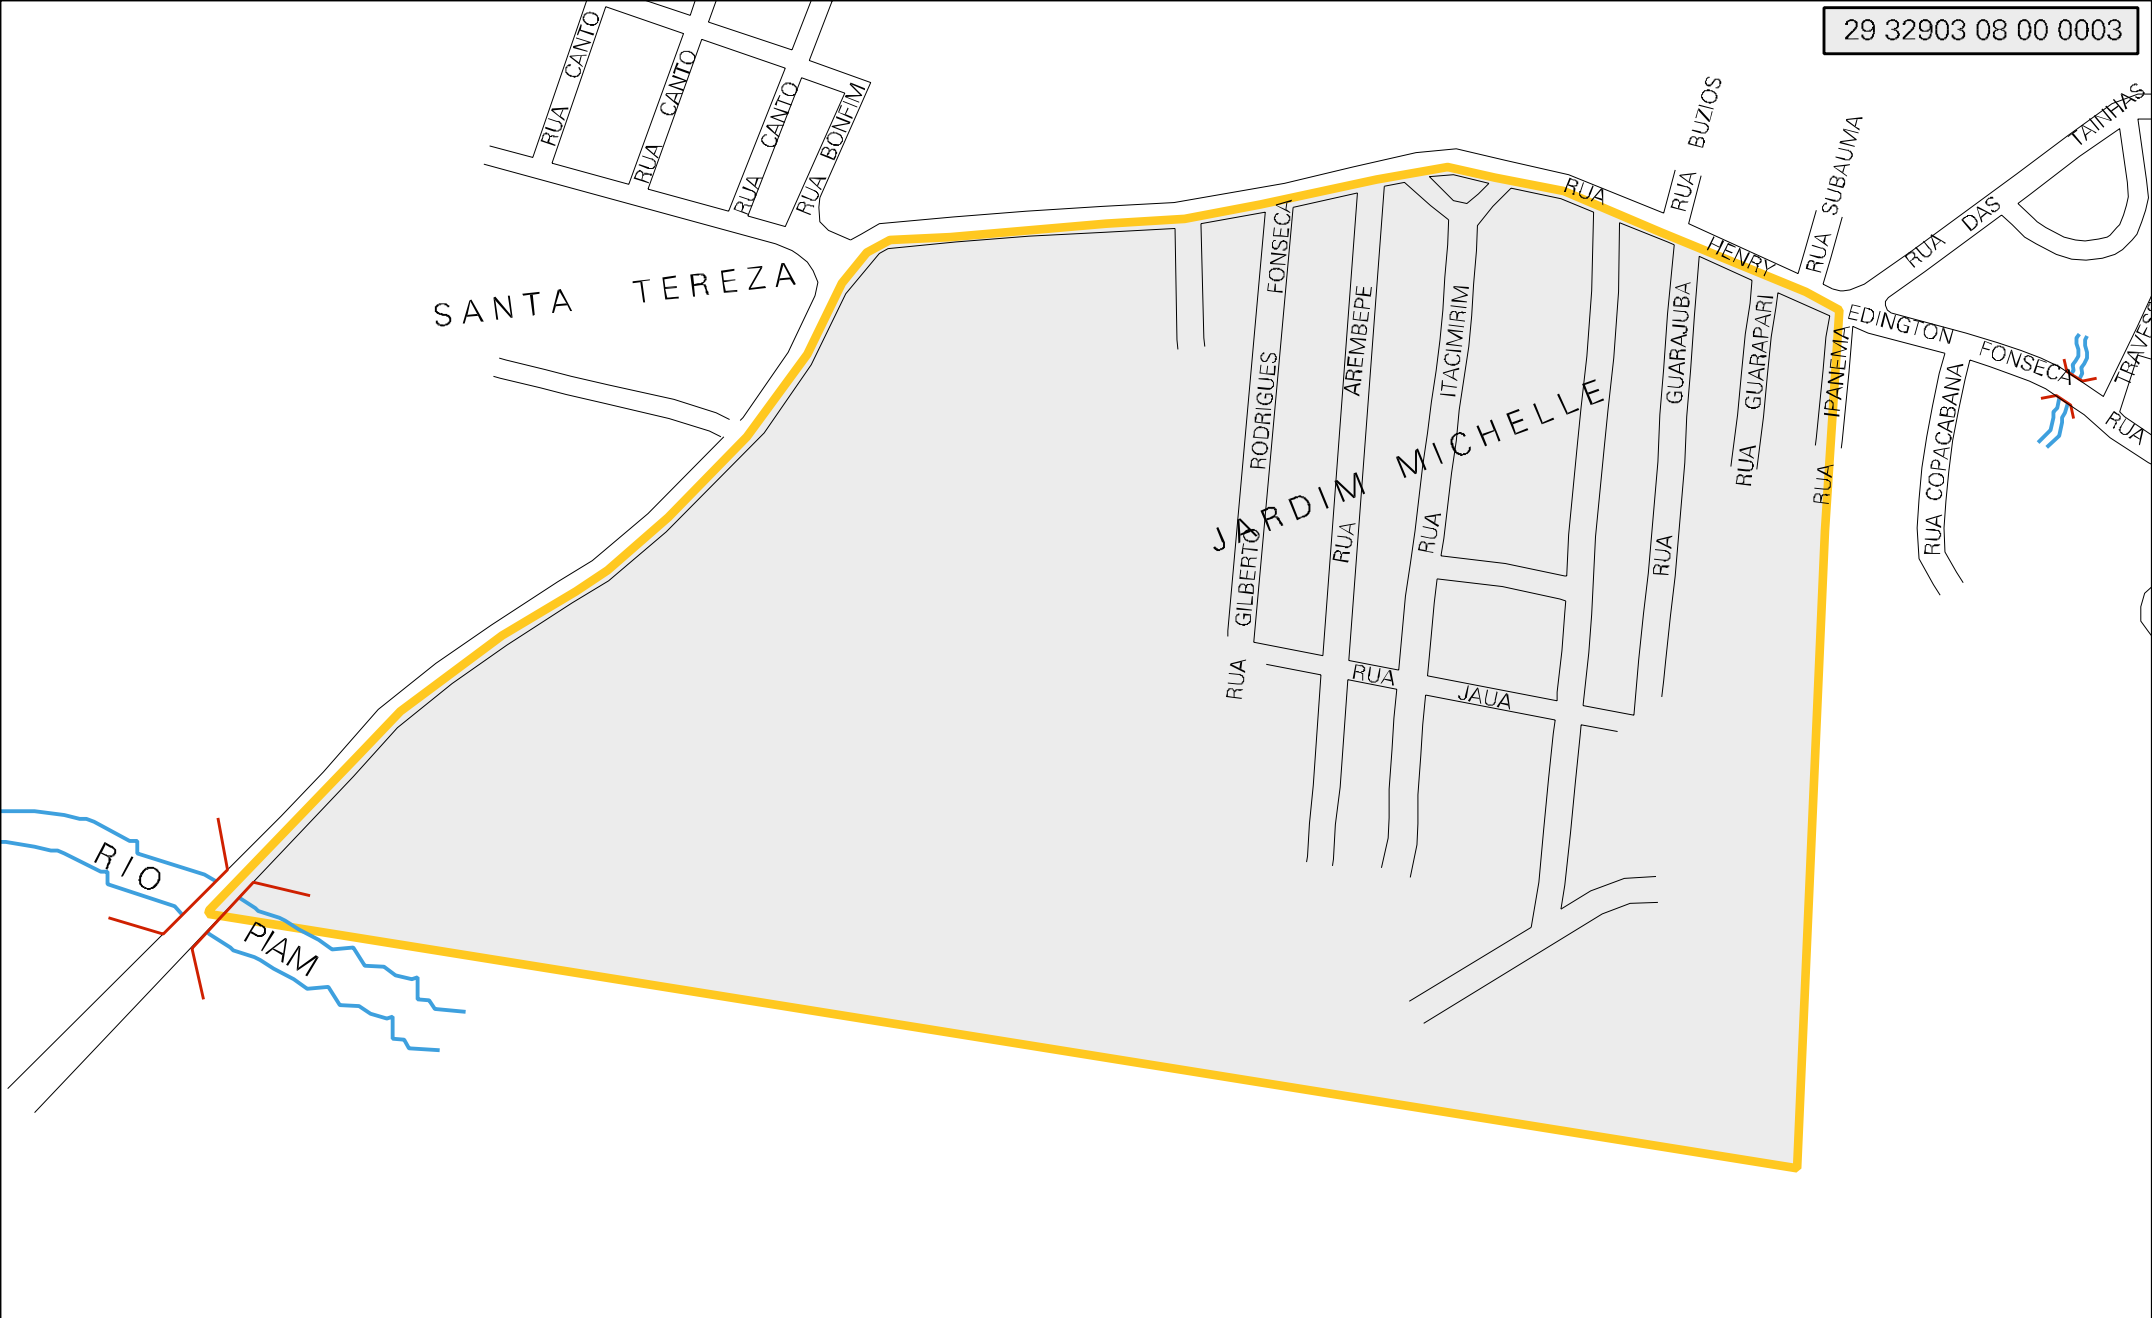 29 32903 08 00 0003
RUA CANTO
RUA CANTO
RUA CANTO
RUA BONFIM
RUA BUZIOS
RUA SUBAUMA
RUA DAS TAINHAS
SANTA TEREZA
RUA HENRY EDINGTON FONSECA
RUA
TRAVES
RUA GILBERTO RODRIGUES FONSECA
RUA AREMBEPE
RUA ITACIMIRIM
RUA GUARAJUBA
RUA GUARAPARI
RUA IPANEMA
RUA COPACABANA
JARDIM MICHELLE
RUA JAUA
RIO PIAM